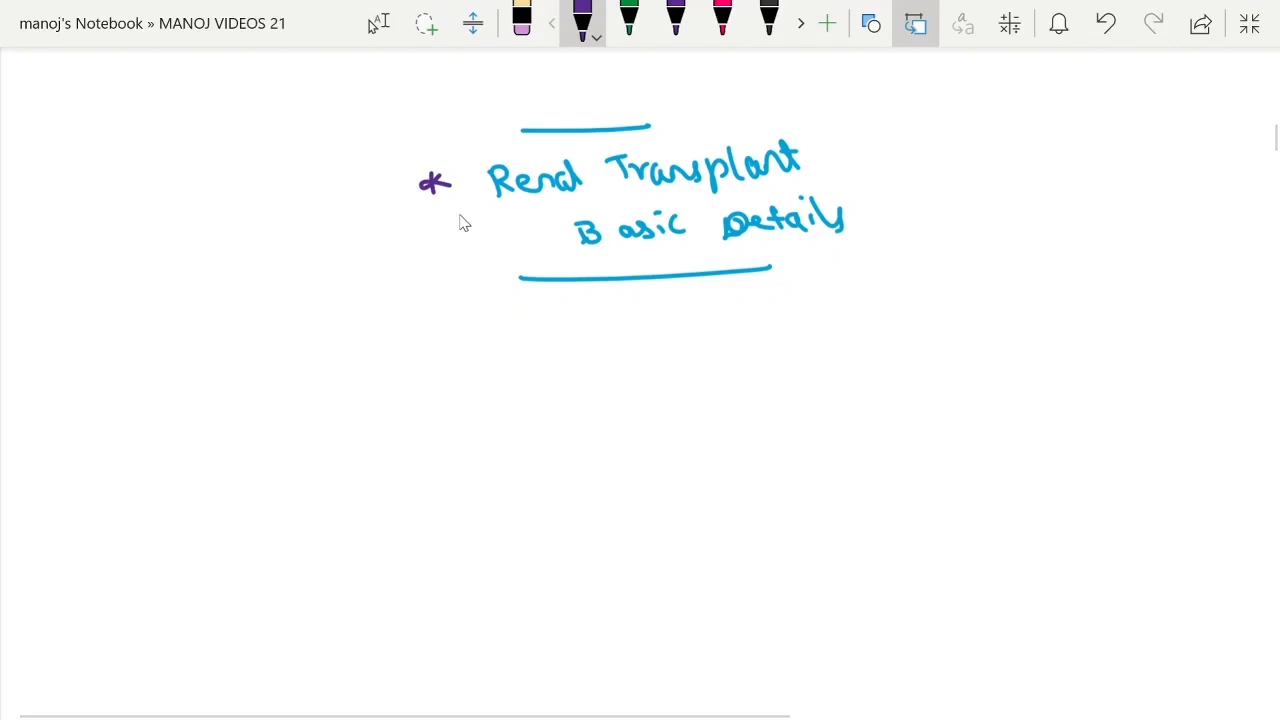 manoj's Notebook » MANOJ VIDEOS 21
* Renal Transplant
Basic Details